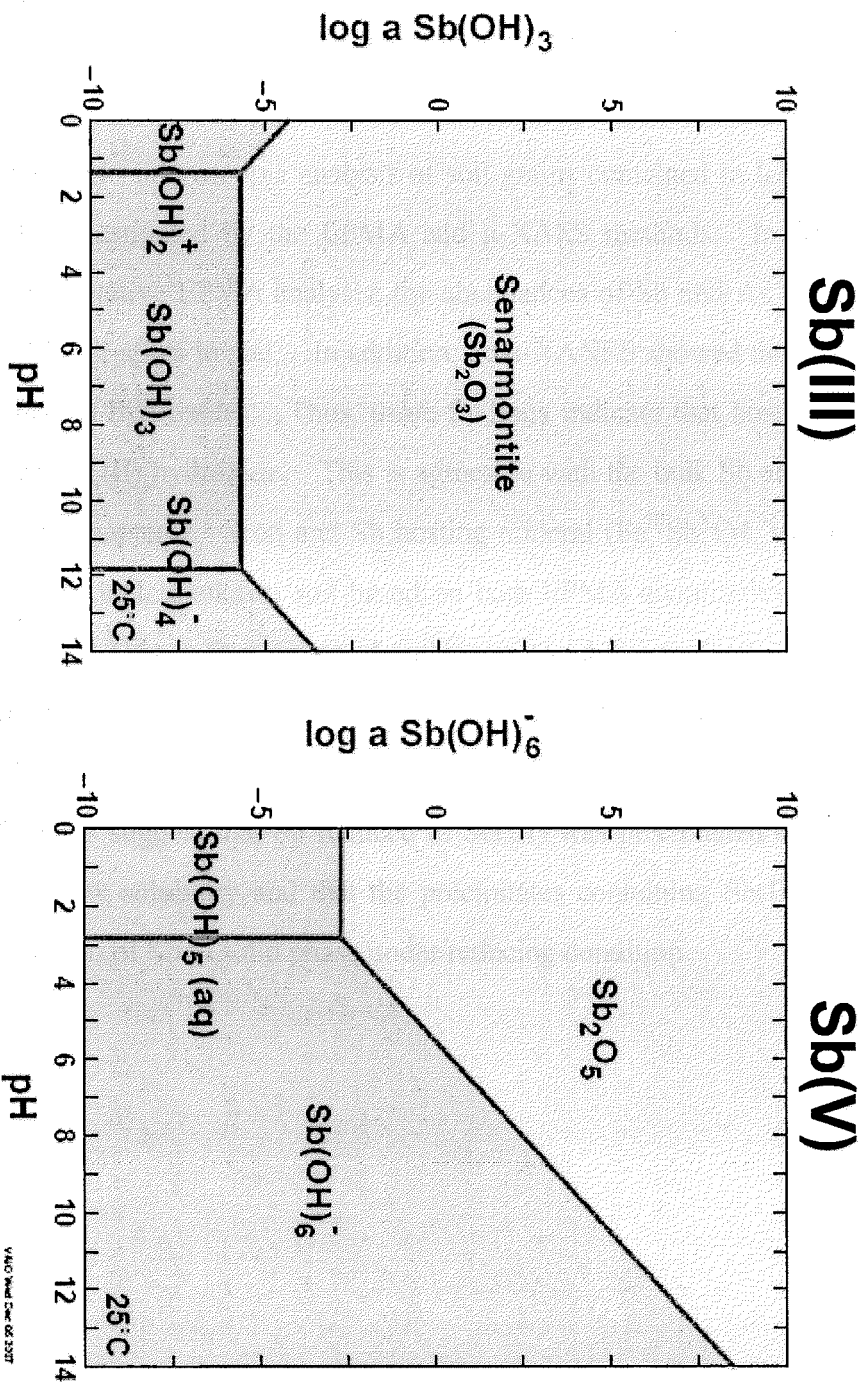 Sb(III)
log a Sb(OH)₃
10
5
0
−5
−10
Senarmontite
(Sb₂O₃)
Sb(OH)₂⁺
Sb(OH)₃
Sb(OH)₄⁻
25°C
0 2 4 6 8 10 12 14
pH
Sb(V)
log a Sb(OH)₆⁻
10
5
0
−5
−10
Sb₂O₅
Sb(OH)₅ (aq)
Sb(OH)₆⁻
25°C
0 2 4 6 8 10 12 14
pH